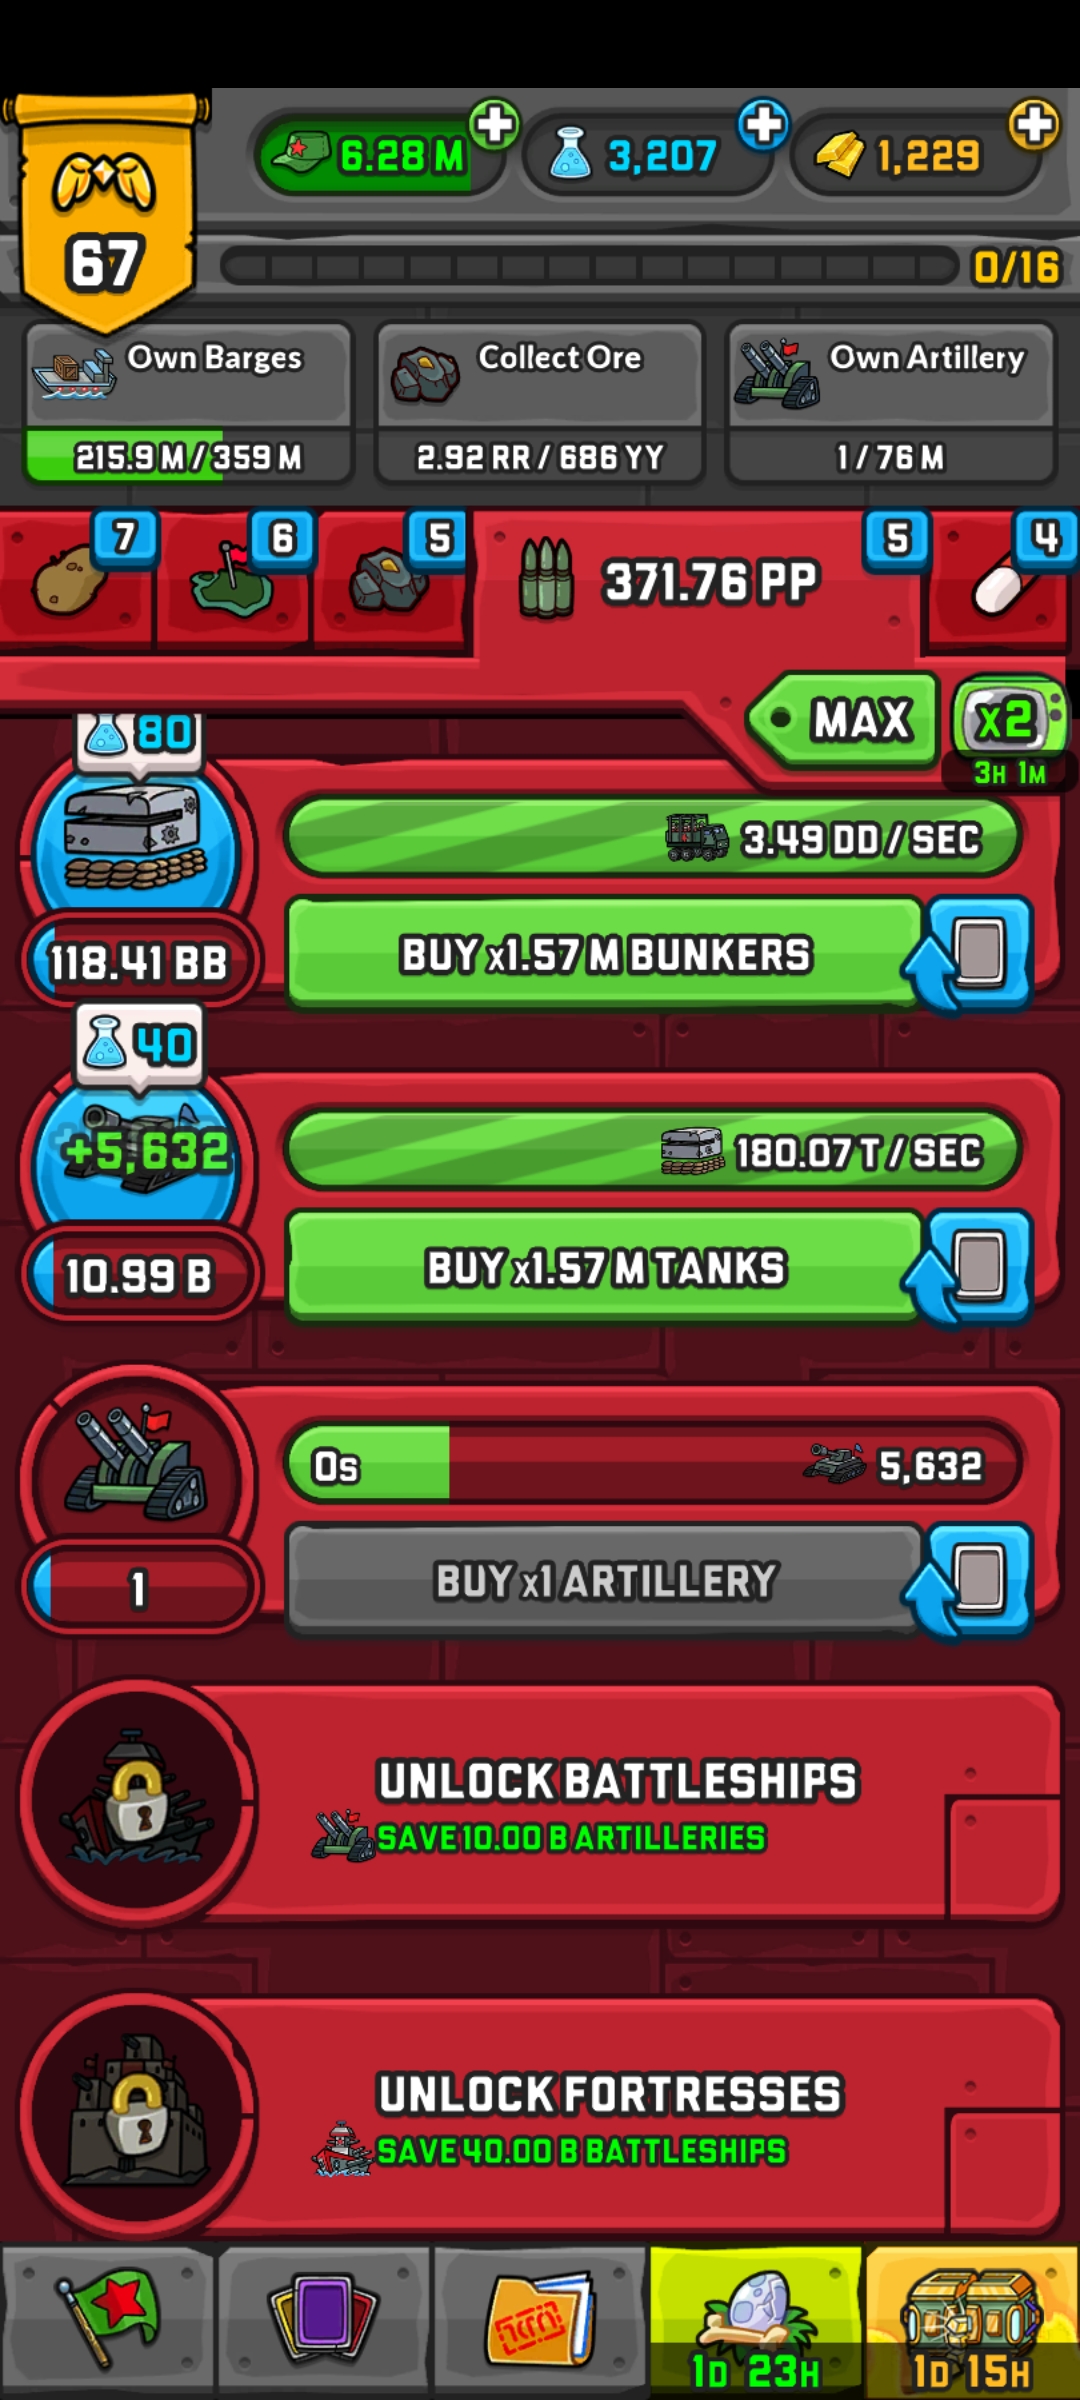 67
6.28 M
3,207
1,229
0/16
Own Barges
215.9 M / 359 M
Collect Ore
2.92 RR / 686 YY
Own Artillery
1 / 76 M
7
6
5
371.76 PP
5
4
MAX
x2
3H 1M
80
3.49 DD / SEC
118.41 BB
BUY x1.57 M BUNKERS
40
+5,632
180.07 T / SEC
10.99 B
BUY x1.57 M TANKS
0s
5,632
1
BUY x1 ARTILLERY
UNLOCK BATTLESHIPS
SAVE 10.00 B ARTILLERIES
UNLOCK FORTRESSES
SAVE 40.00 B BATTLESHIPS
1D 23H
1D 15H